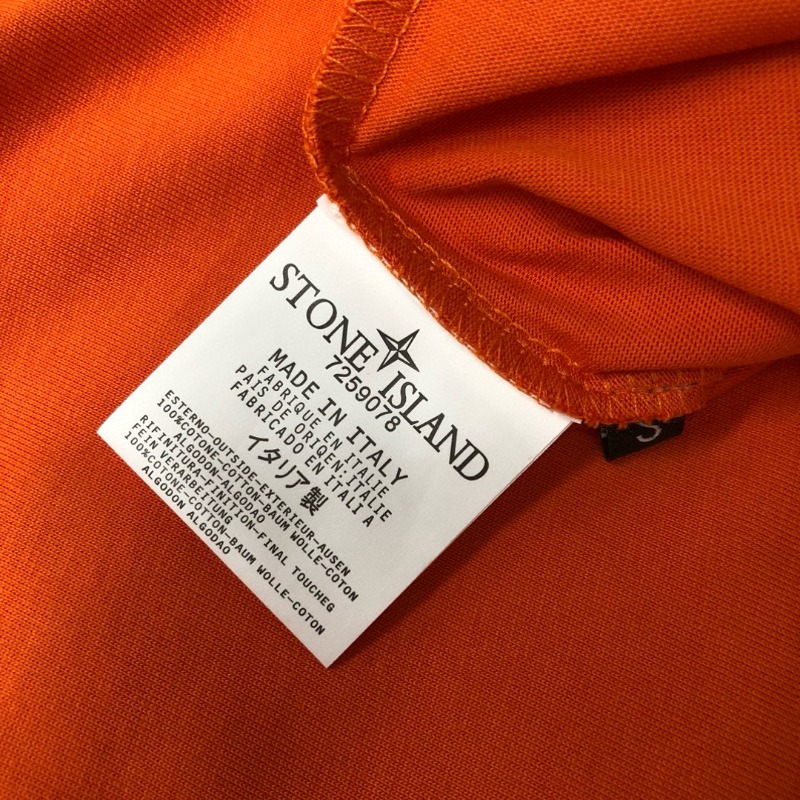 STONE ISLAND
7259078
MADE IN ITALY
FABRIQUE EN ITALIE
PAIS DE ORIGEN:ITALIE
FABRICADO EN ITALIA
イタリア製
ESTERNO-OUTSIDE-EXTERIEUR-AUSEN
100%COTONE-COTTON-BAUM WOLLE-COTON
ALGODON-ALGODAO
RIFINITURA-FINITION-FINAL TOUCHEG
FEIN VERARBEITUNG
100%COTONE-COTTON-BAUM WOLLE-COTON
ALGODON ALGODAO
S